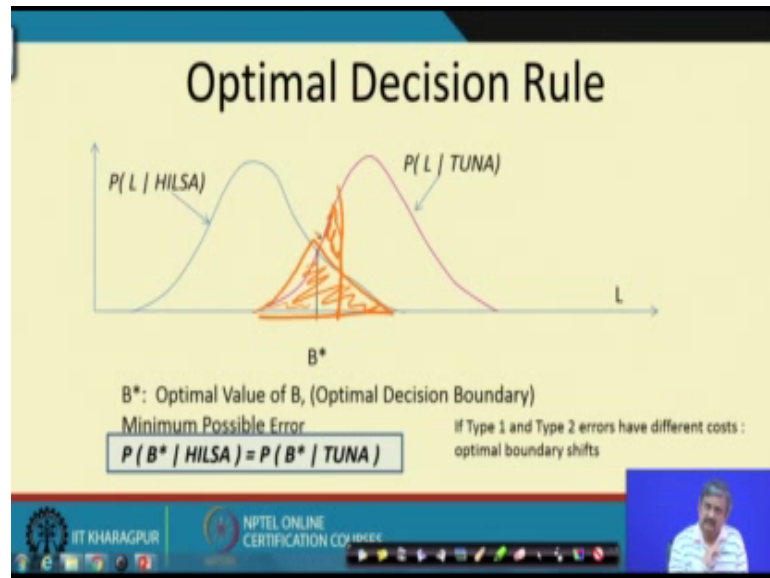 Optimal Decision Rule
P( L | HILSA)
P( L | TUNA)
L
B*
B*: Optimal Value of B, (Optimal Decision Boundary)
Minimum Possible Error
P ( B* | HILSA ) = P ( B* | TUNA )
If Type 1 and Type 2 errors have different costs :
optimal boundary shifts
IIT KHARAGPUR
NPTEL ONLINE
CERTIFICATION COURSES